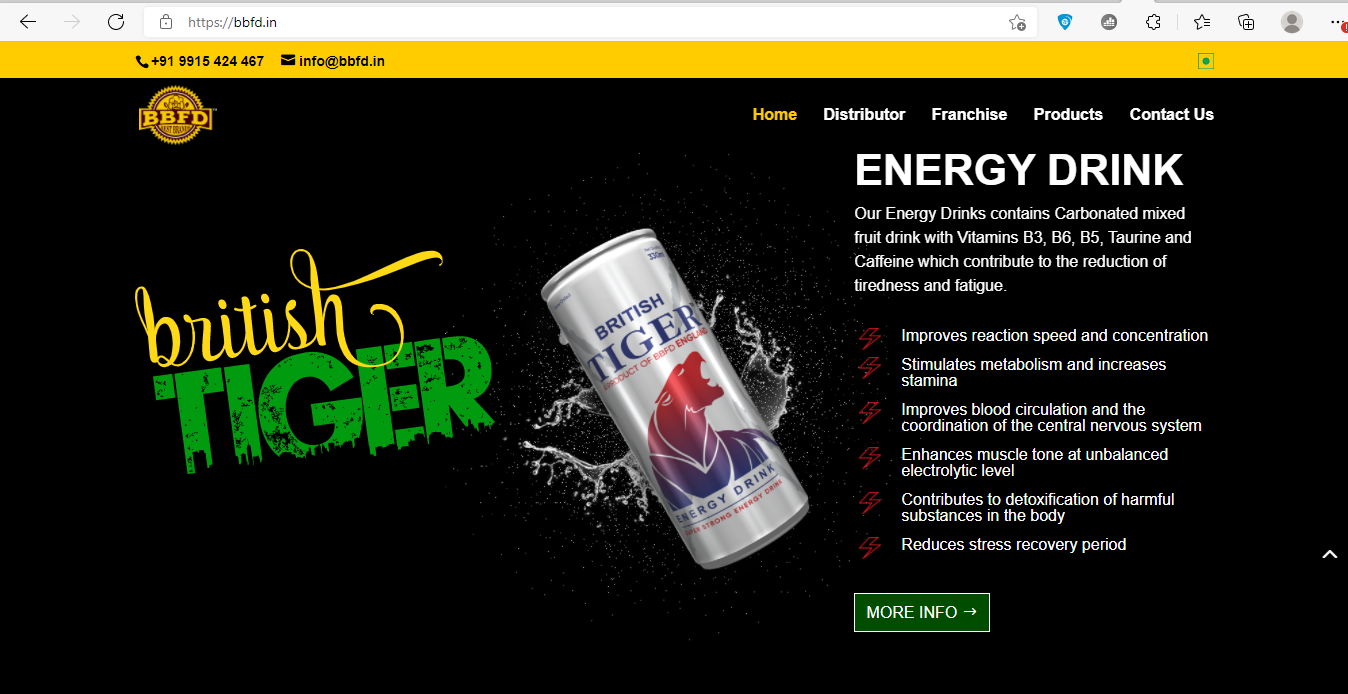 https://bbfd.in
+91 9915 424 467 info@bbfd.in
BBFD
Home Distributor Franchise Products Contact Us
ENERGY DRINK
Our Energy Drinks contains Carbonated mixed
fruit drink with Vitamins B3, B6, B5, Taurine and
Caffeine which contribute to the reduction of
tiredness and fatigue.
british
TIGER
330ml
BRITISH
TIGER
A PRODUCT OF BBFD ENGLAND
ENERGY DRINK
SUPER STRONG ENERGY DRINK
Improves reaction speed and concentration
Stimulates metabolism and increases
stamina
Improves blood circulation and the
coordination of the central nervous system
Enhances muscle tone at unbalanced
electrolytic level
Contributes to detoxification of harmful
substances in the body
Reduces stress recovery period
MORE INFO →